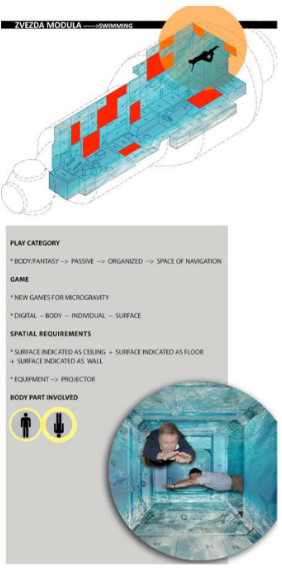 ZVEZDA MODULA ----->SWIMMING
PLAY CATEGORY
* BODY/FANTASY --> PASSIVE --> ORGANIZED --> SPACE OF NAVIGATION
GAME
* NEW GAMES FOR MICROGRAVITY
* DIGITAL -- BODY -- INDIVIDUAL -- SURFACE
SPATIAL REQUIREMENTS
* SURFACE INDICATED AS CEILING + SURFACE INDICATED AS FLOOR
+ SURFACE INDICATED AS WALL
* EQUIPMENT --> PROJECTOR
BODY PART INVOLVED